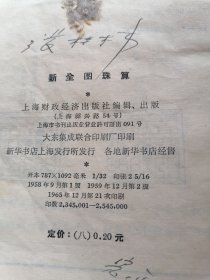 新全图珠算
*
上海财政经济出版社编辑、出版
(上海绍兴路54号)
上海市书刊出版业营业许可证出091号
大东集成联合印刷厂印刷
新华书店上海发行所发行 各地新华书店经售
*
开本787×1092毫米 1/32 印张2 5/16
1958年9月第1版 1959年12月第2版
1965年12月第21次印刷
印数2,345,001—2,545,000
定价:(八)0.20元